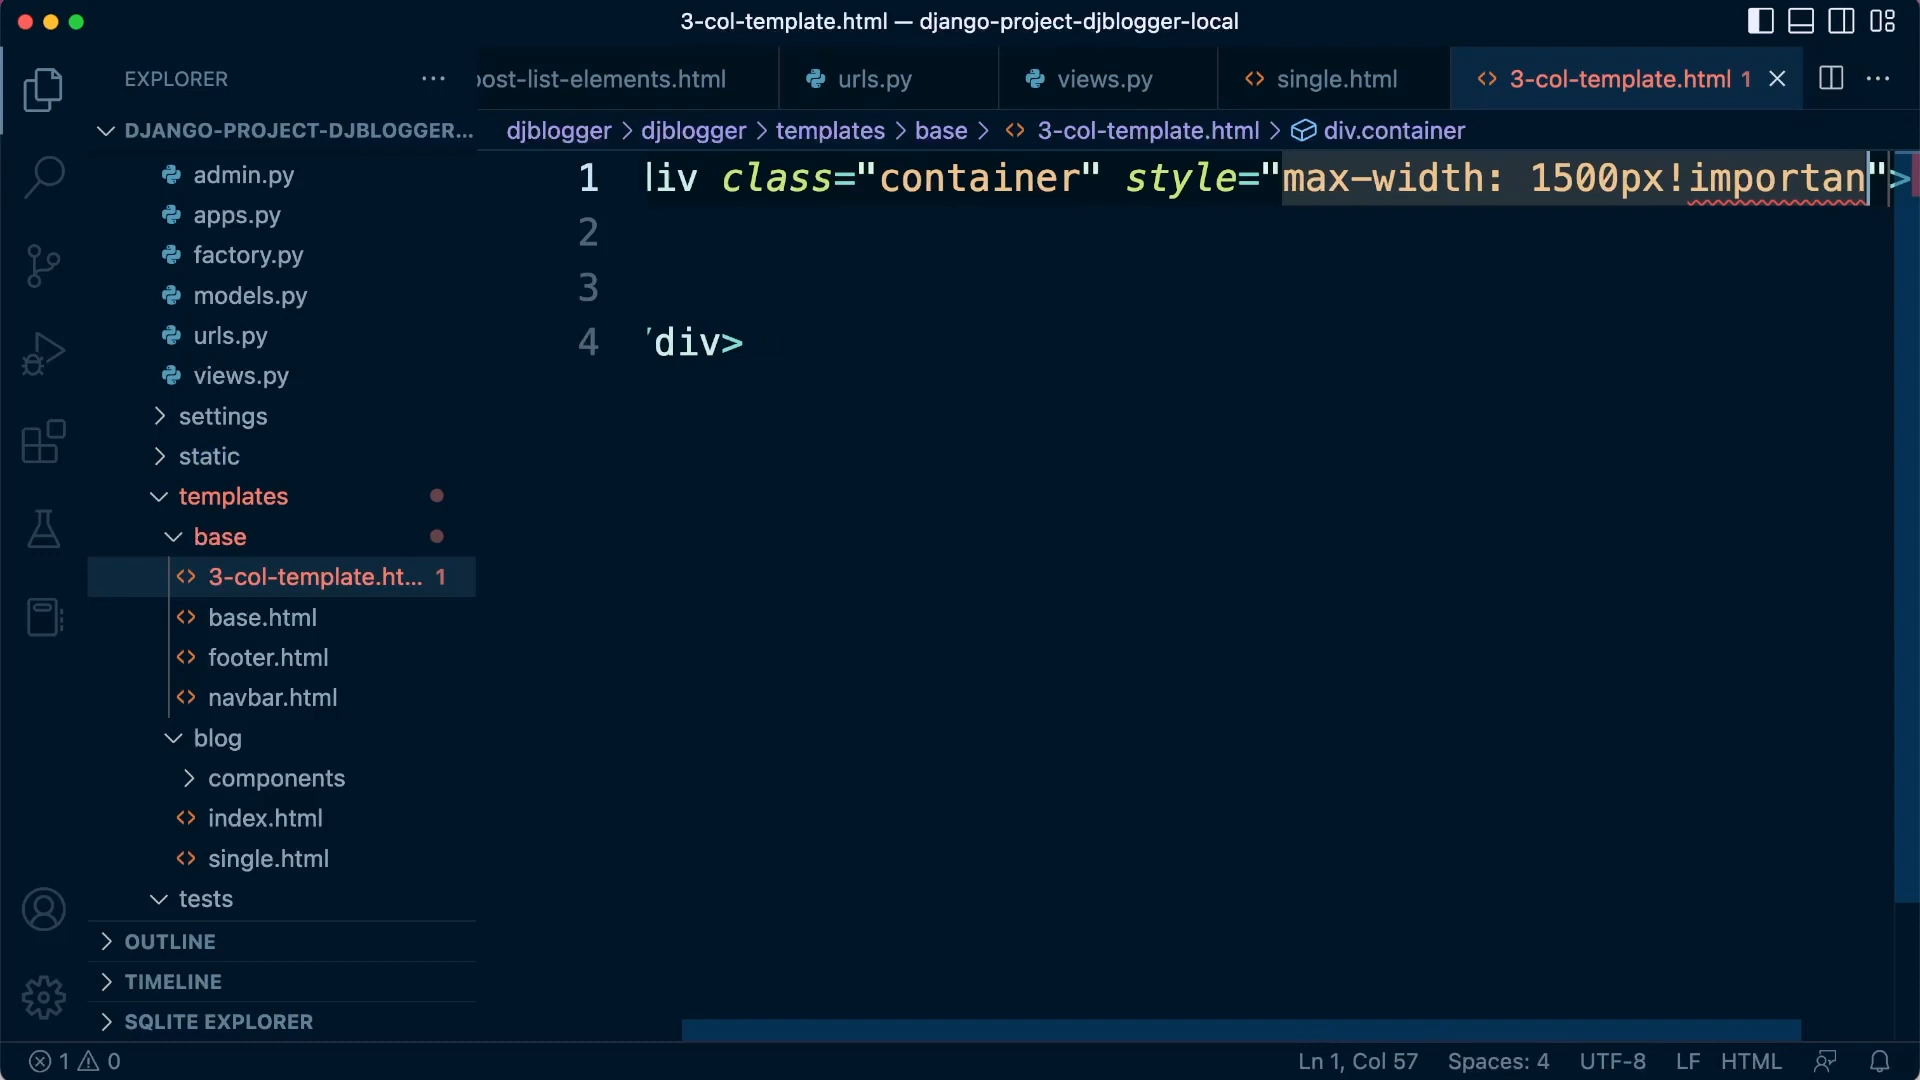 3-col-template.html — django-project-djblogger-local
EXPLORER
ost-list-elements.html
urls.py
views.py
single.html
3-col-template.html 1
DJANGO-PROJECT-DJBLOGGER...
djblogger > djblogger > templates > base > 3-col-template.html > div.container
admin.py
apps.py
factory.py
models.py
urls.py
views.py
settings
static
templates
base
3-col-template.ht... 1
base.html
footer.html
navbar.html
blog
components
index.html
single.html
tests
OUTLINE
TIMELINE
SQLITE EXPLORER
1 iv class="container" style="max-width: 1500px!importan">
2
3
4 div>
1 0
Ln 1, Col 57
Spaces: 4
UTF-8
LF
HTML